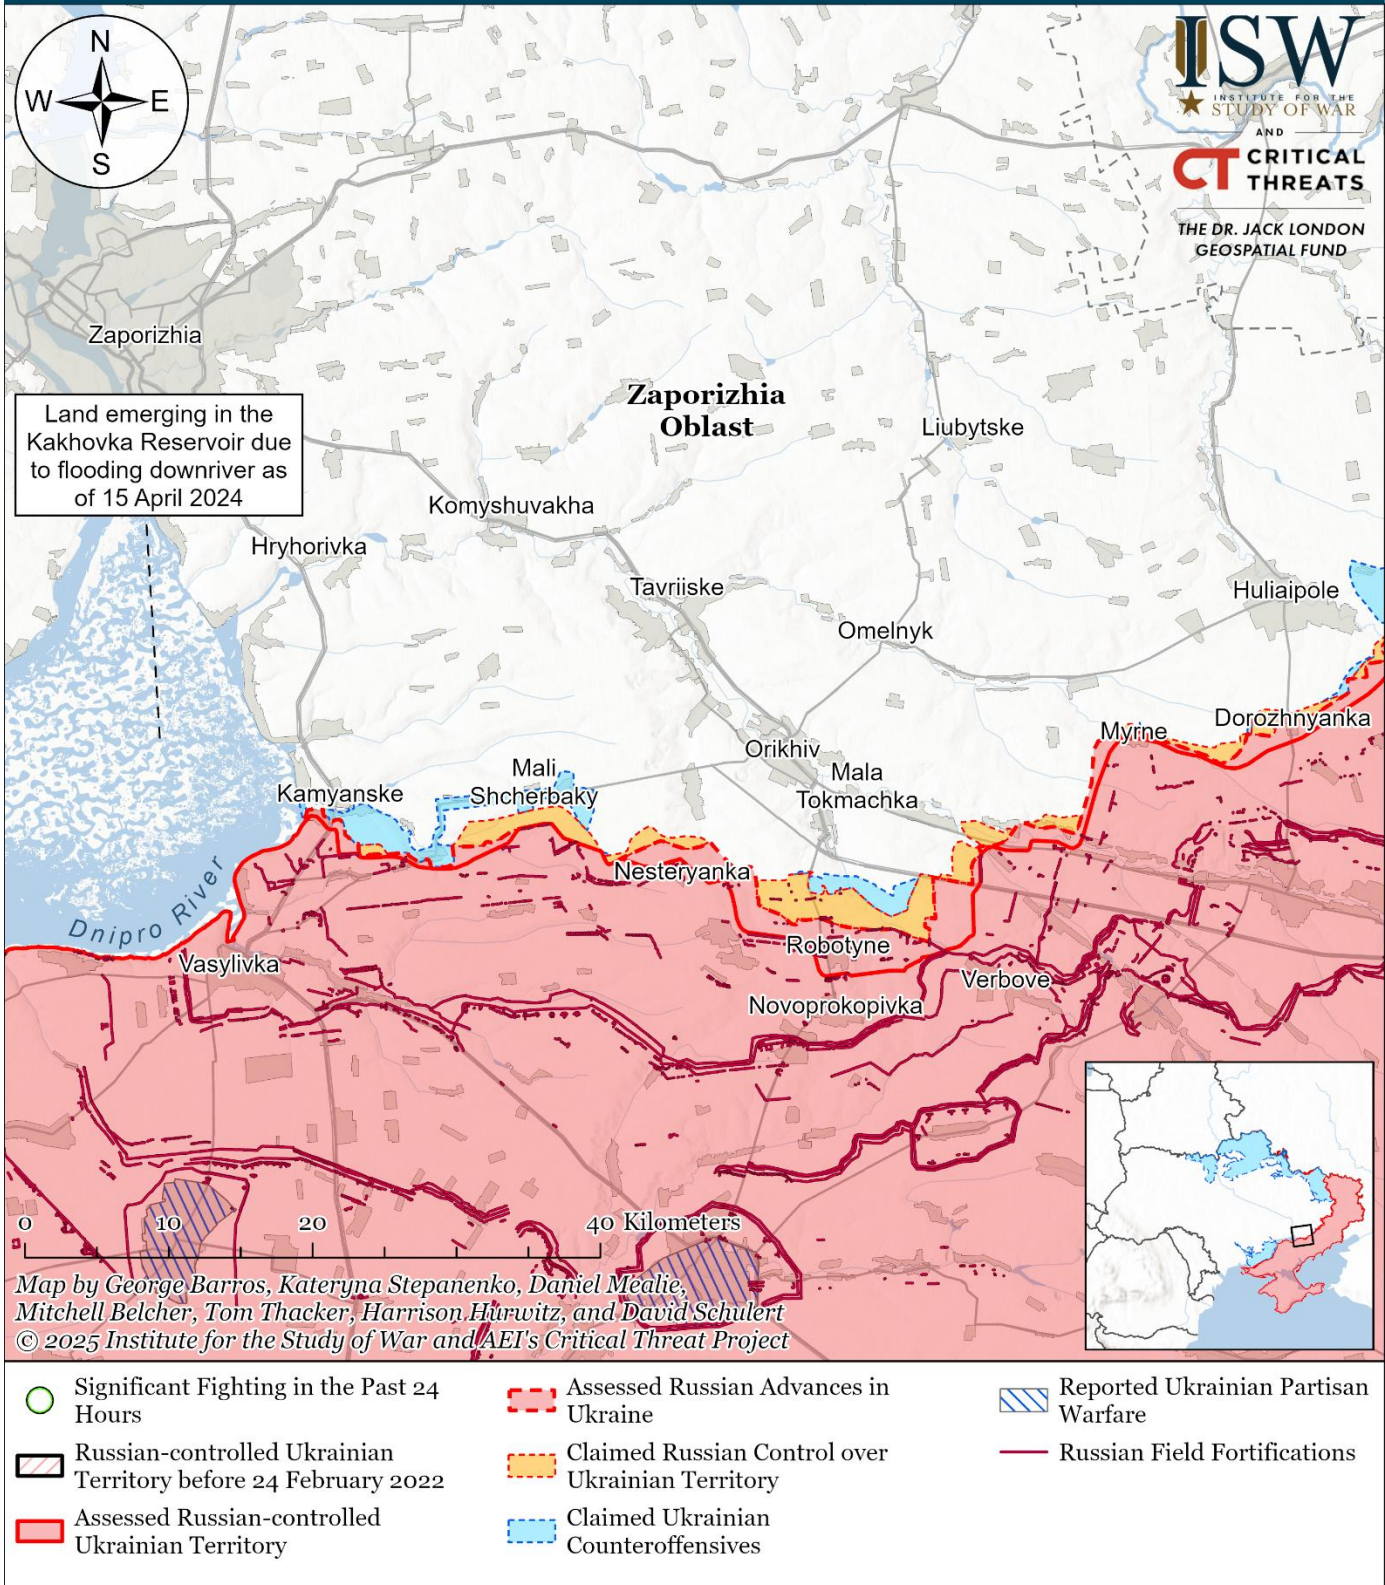 N
W
E
S
ISW
INSTITUTE FOR THE
STUDY OF WAR
AND
CT CRITICAL
THREATS
THE DR. JACK LONDON
GEOSPATIAL FUND
Zaporizhia
Zaporizhia
Oblast
Land emerging in the
Kakhovka Reservoir due
to flooding downriver as
of 15 April 2024
Liubytske
Komyshuvakha
Hryhorivka
Tavriiske
Huliaipole
Omelnyk
Dorozhnyanka
Myrne
Orikhiv
Mali
Shcherbaky
Mala
Tokmachka
Kamyanske
Nesteryanka
Dnipro River
Robotyne
Vasylivka
Verbove
Novoprokopivka
0 10 20 40 Kilometers
Map by George Barros, Kateryna Stepanenko, Daniel Mealie,
Mitchell Belcher, Tom Thacker, Harrison Hurwitz, and David Schulert
© 2025 Institute for the Study of War and AEI's Critical Threat Project
Significant Fighting in the Past 24
Hours
Russian-controlled Ukrainian
Territory before 24 February 2022
Assessed Russian-controlled
Ukrainian Territory
Assessed Russian Advances in
Ukraine
Claimed Russian Control over
Ukrainian Territory
Claimed Ukrainian
Counteroffensives
Reported Ukrainian Partisan
Warfare
Russian Field Fortifications